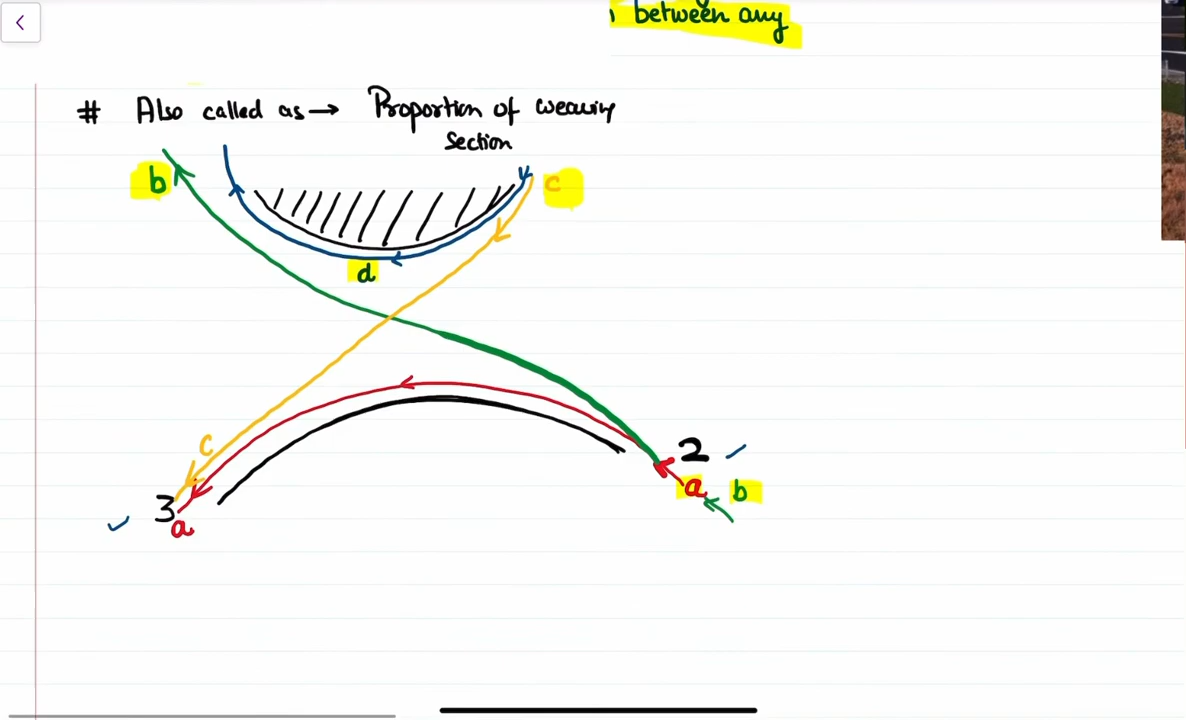 between any
# Also called as → Proportion of weaving
Section
b
c
d
c
2
a b
3
a